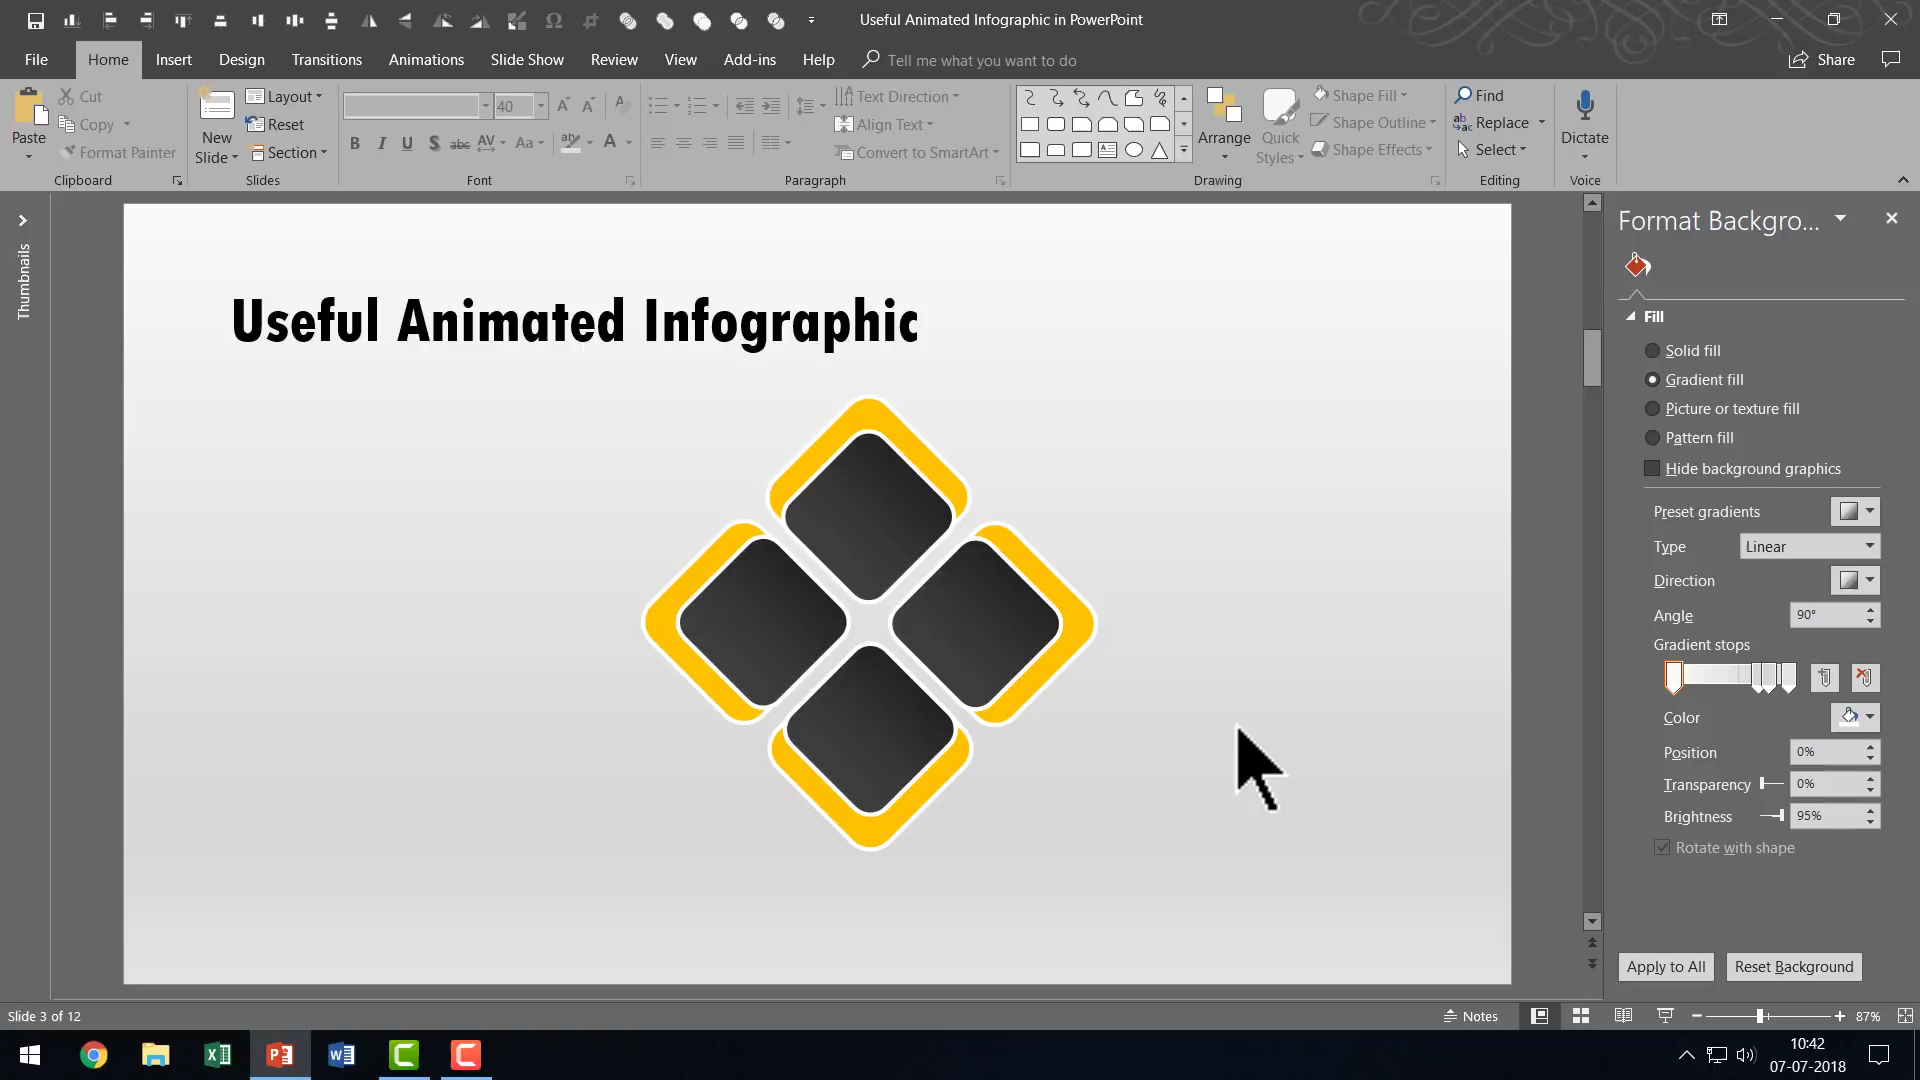 Useful Animated Infographic in PowerPoint
File Home Insert Design Transitions Animations Slide Show Review View Add-ins Help Tell me what you want to do Share
Paste
Cut
Copy
Format Painter
Clipboard
New Slide
Layout
Reset
Section
Slides
40
B I U S abc AV Aa A
Font
Text Direction
Align Text
Convert to SmartArt
Paragraph
Arrange
Quick Styles
Shape Fill
Shape Outline
Shape Effects
Drawing
Find
Replace
Select
Editing
Dictate
Voice
Thumbnails
Useful Animated Infographic
Format Backgro...
Fill
Solid fill
Gradient fill
Picture or texture fill
Pattern fill
Hide background graphics
Preset gradients
Type Linear
Direction
Angle 90°
Gradient stops
Color
Position 0%
Transparency 0%
Brightness 95%
Rotate with shape
Apply to All Reset Background
Slide 3 of 12 Notes 87%
10:42
07-07-2018